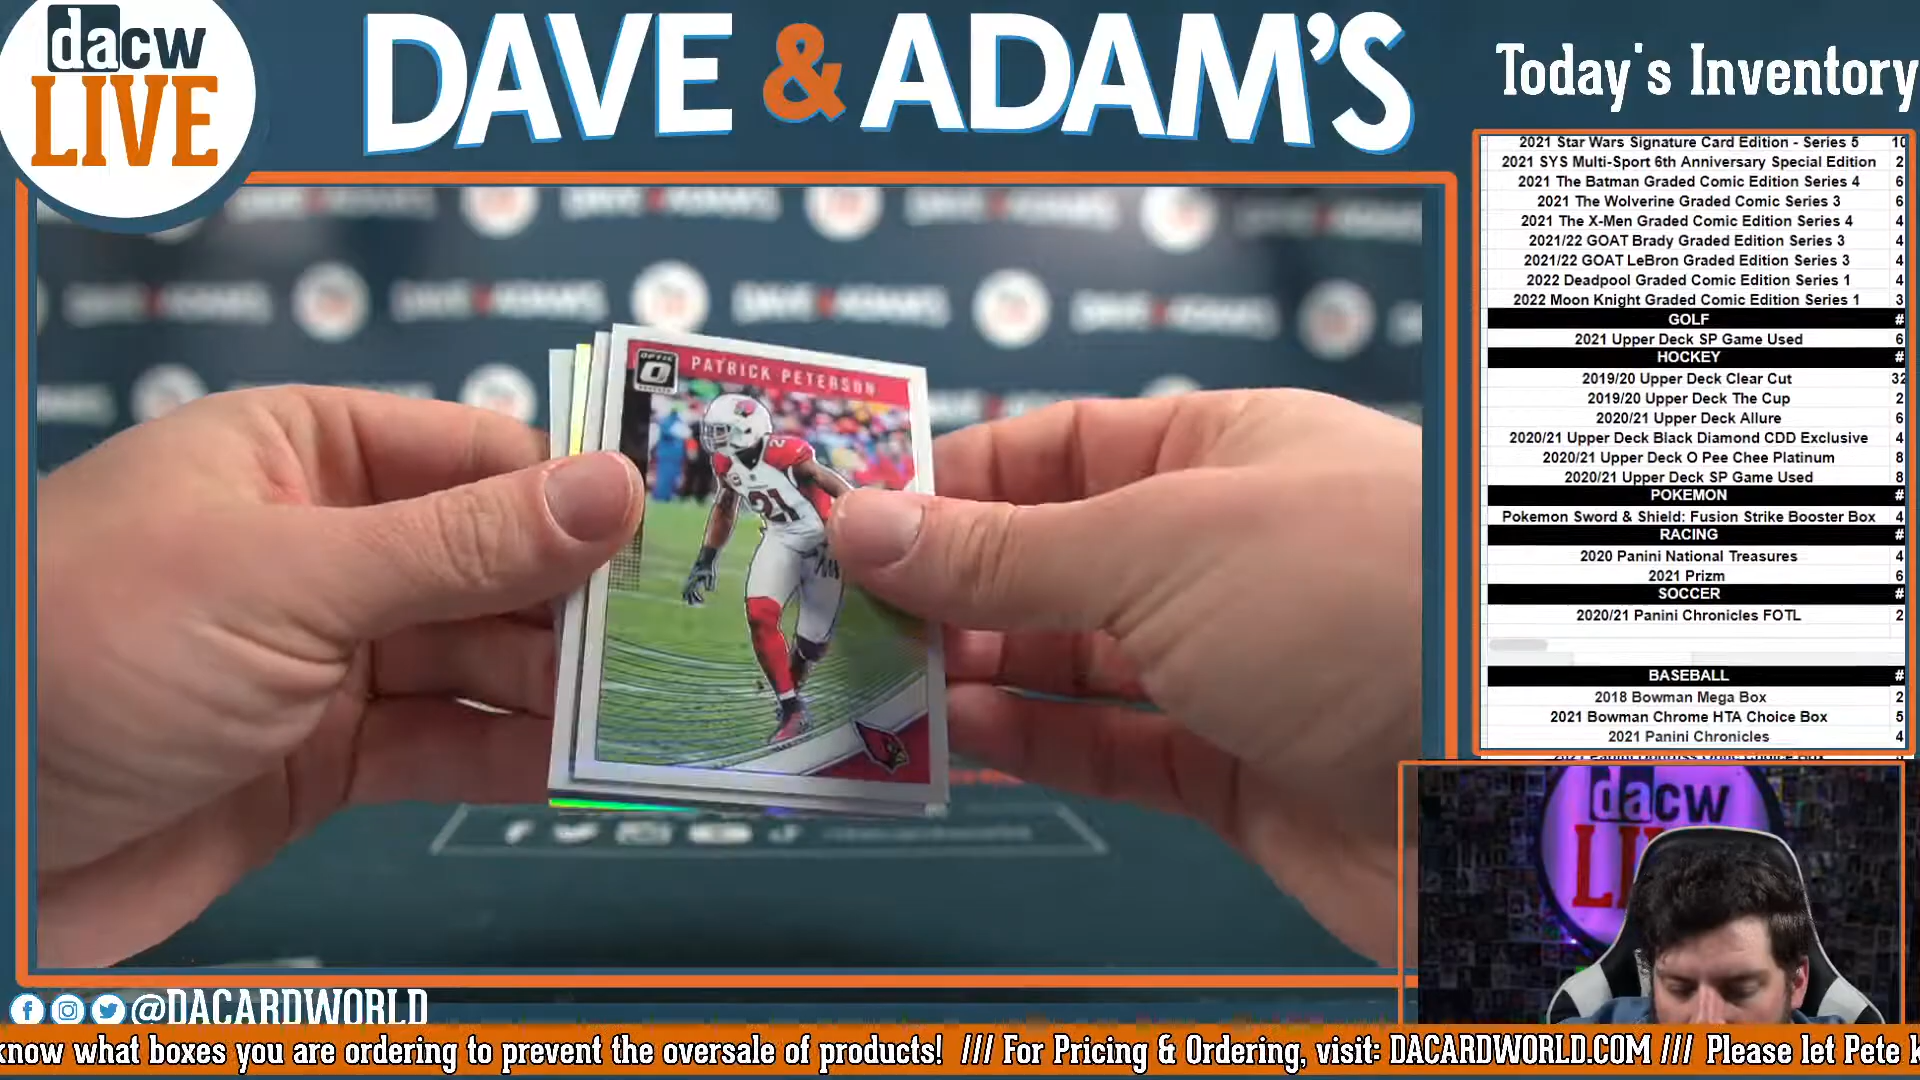 dacw
LIVE
DAVE & ADAM'S
Today's Inventory
2021 Star Wars Signature Card Edition - Series 5 10
2021 SYS Multi-Sport 6th Anniversary Special Edition 2
2021 The Batman Graded Comic Edition Series 4 6
2021 The Wolverine Graded Comic Series 3 6
2021 The X-Men Graded Comic Edition Series 4 4
2021/22 GOAT Brady Graded Edition Series 3 4
2021/22 GOAT LeBron Graded Edition Series 3 4
2022 Deadpool Graded Comic Edition Series 1 4
2022 Moon Knight Graded Comic Edition Series 1 3
GOLF #
2021 Upper Deck SP Game Used 6
HOCKEY #
2019/20 Upper Deck Clear Cut 32
2019/20 Upper Deck The Cup 2
2020/21 Upper Deck Allure 6
2020/21 Upper Deck Black Diamond CDD Exclusive 4
2020/21 Upper Deck O Pee Chee Platinum 8
2020/21 Upper Deck SP Game Used 8
POKEMON #
Pokemon Sword & Shield: Fusion Strike Booster Box 4
RACING #
2020 Panini National Treasures 4
2021 Prizm 6
SOCCER #
2020/21 Panini Chronicles FOTL 2
BASEBALL #
2018 Bowman Mega Box 2
2021 Bowman Chrome HTA Choice Box 5
2021 Panini Chronicles 4
DAVE & ADAM'S
OPTIC
PATRICK PETERSON
21
dacw
LI
@DACARDWORLD
know what boxes you are ordering to prevent the oversale of products! /// For Pricing & Ordering, visit: DACARDWORLD.COM /// Please let Pete k